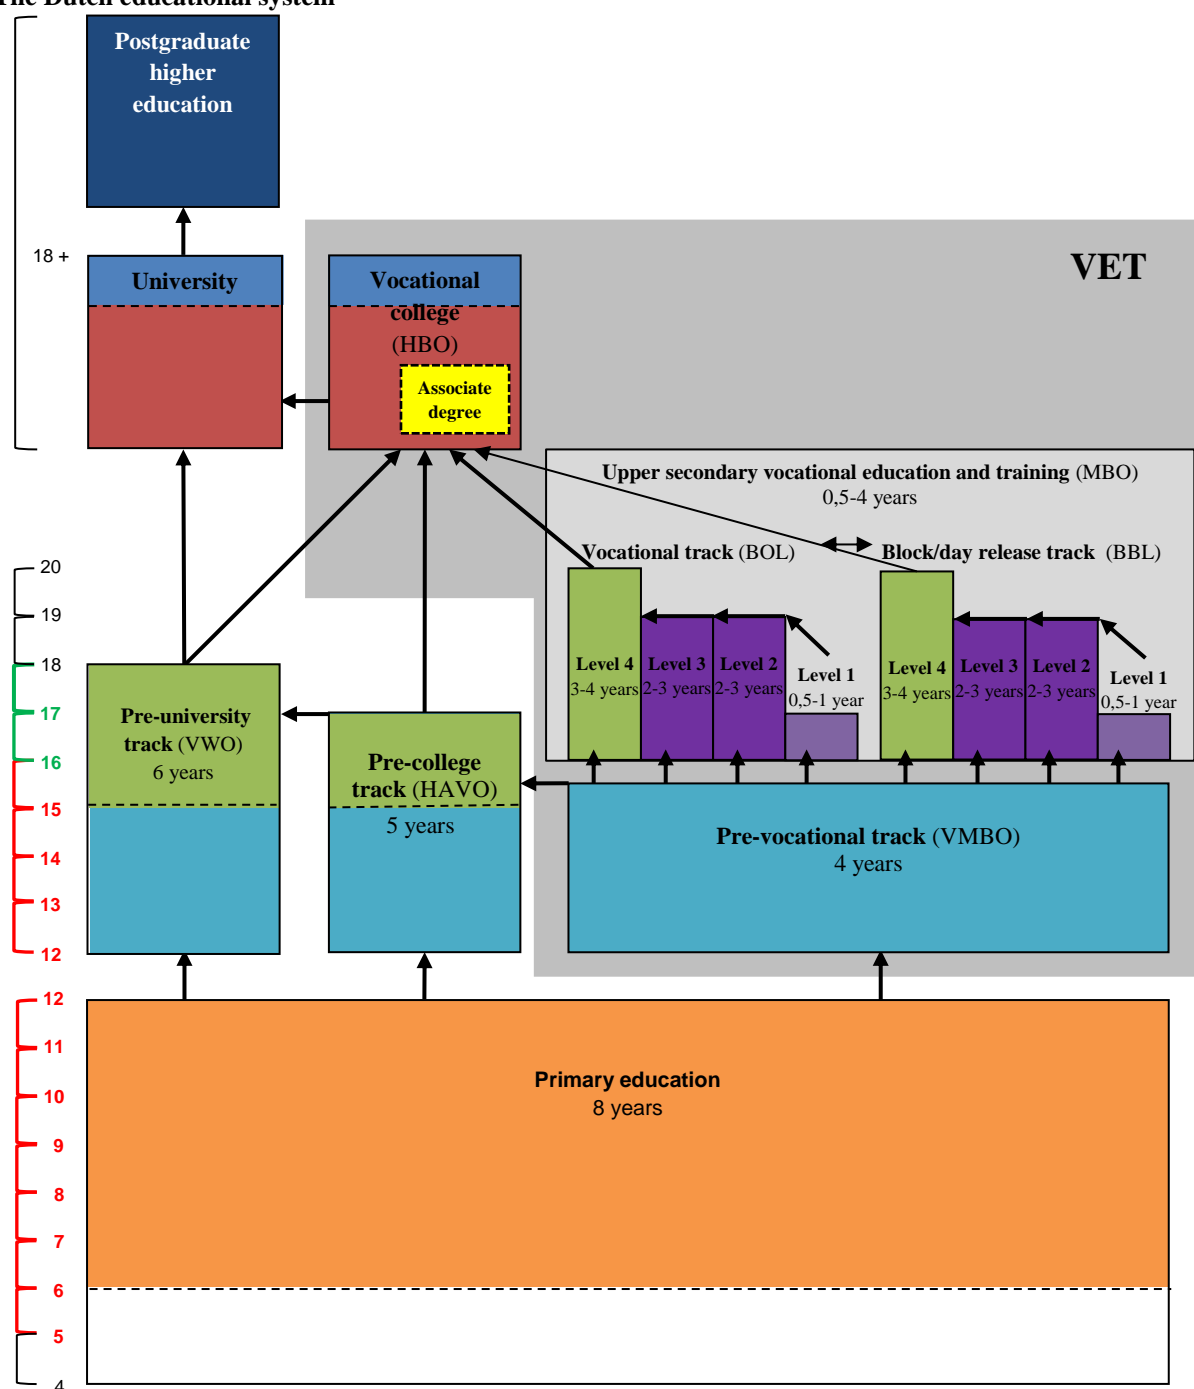 The Dutch educational system
Postgraduate
higher
education
18 +
VET
University
Vocational
college
(HBO)
Associate
degree
Upper secondary vocational education and training (MBO)
0,5-4 years
Vocational track (BOL)
Block/day release track (BBL)
20
19
18
17
16
15
14
13
12
Level 4
3-4 years
Level 3
2-3 years
Level 2
2-3 years
Level 1
0,5-1 year
Level 4
3-4 years
Level 3
2-3 years
Level 2
2-3 years
Level 1
0,5-1 year
Pre-university
track (VWO)
6 years
Pre-college
track (HAVO)
5 years
Pre-vocational track (VMBO)
4 years
12
11
10
9
8
7
6
5
4
Primary education
8 years